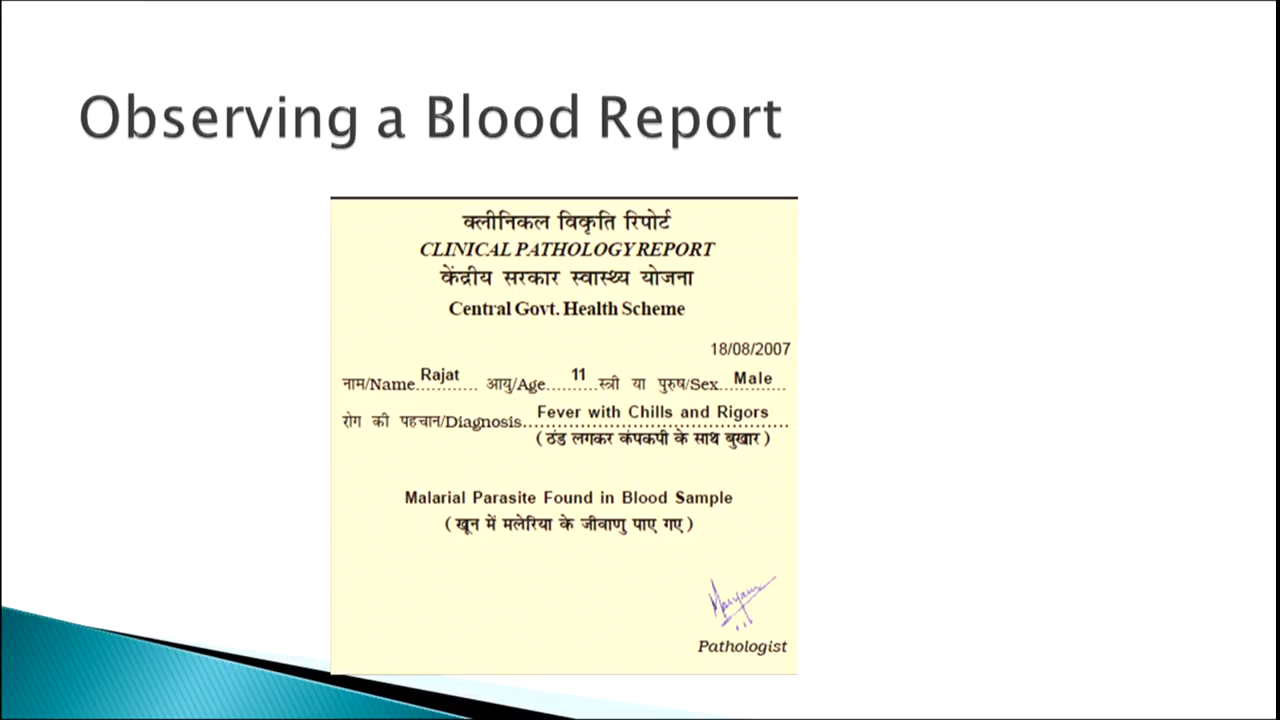 Observing a Blood Report
क्लीनिकल विकृति रिपोर्ट
CLINICAL PATHOLOGY REPORT
केंद्रीय सरकार स्वास्थ्य योजना
Central Govt. Health Scheme
18/08/2007
नाम/Name Rajat आयु/Age 11 स्त्री या पुरुष/Sex Male
रोग की पहचान/Diagnosis Fever with Chills and Rigors
(ठंड लगकर कंपकपी के साथ बुखार)
Malarial Parasite Found in Blood Sample
(खून में मलेरिया के जीवाणु पाए गए)
Pathologist